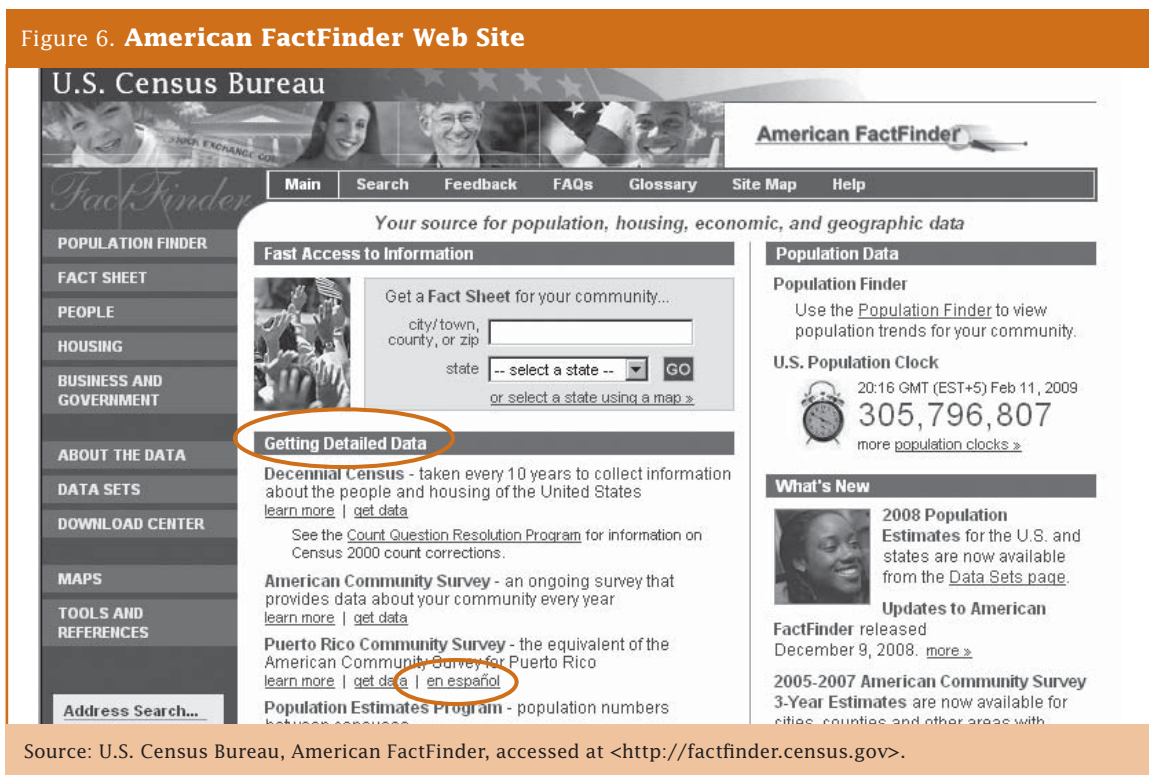 Figure 6. American FactFinder Web Site
U.S. Census Bureau
American FactFinder
FactFinder
Main Search Feedback FAQs Glossary Site Map Help
Your source for population, housing, economic, and geographic data
POPULATION FINDER
FACT SHEET
PEOPLE
HOUSING
BUSINESS AND
GOVERNMENT
ABOUT THE DATA
DATA SETS
DOWNLOAD CENTER
MAPS
TOOLS AND
REFERENCES
Address Search...
Fast Access to Information
Get a Fact Sheet for your community...
city/town,
county, or zip
state -- select a state -- GO
or select a state using a map »
Getting Detailed Data
Decennial Census - taken every 10 years to collect information
about the people and housing of the United States
learn more | get data
See the Count Question Resolution Program for information on
Census 2000 count corrections.
American Community Survey - an ongoing survey that
provides data about your community every year
learn more | get data
Puerto Rico Community Survey - the equivalent of the
American Community Survey for Puerto Rico
learn more | get data | en español
Population Estimates Program - population numbers
between censuses
Population Data
Population Finder
Use the Population Finder to view
population trends for your community.
U.S. Population Clock
20:16 GMT (EST+5) Feb 11, 2009
305,796,807
more population clocks »
What's New
2008 Population
Estimates for the U.S. and
states are now available
from the Data Sets page.
Updates to American
FactFinder released
December 9, 2008. more »
2005-2007 American Community Survey
3-Year Estimates are now available for
cities, counties and other areas with
Source: U.S. Census Bureau, American FactFinder, accessed at <http://factfinder.census.gov>.